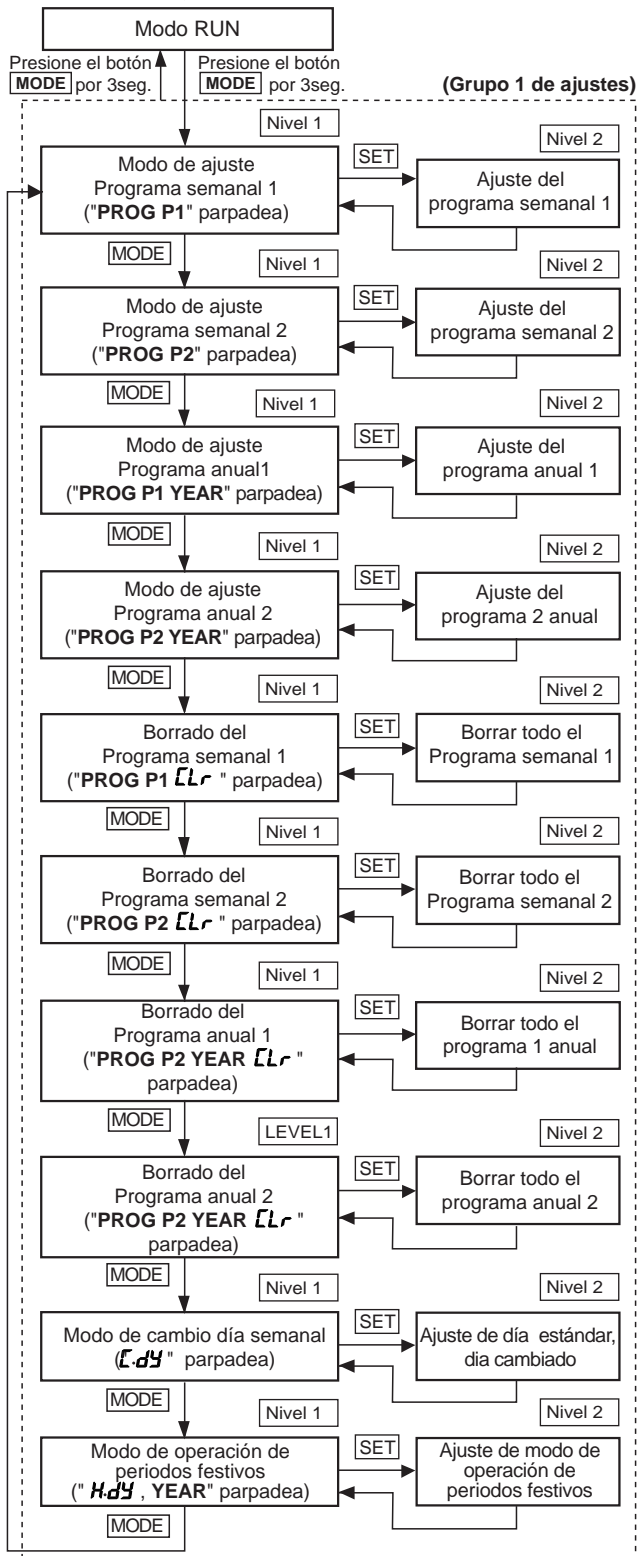 Modo RUN
Presione el botón
MODE por 3seg.
Presione el botón
MODE por 3seg.
(Grupo 1 de ajustes)
Nivel 1
Modo de ajuste
Programa semanal 1
("PROG P1" parpadea)
SET
Nivel 2
Ajuste del
programa semanal 1
MODE
Nivel 1
Modo de ajuste
Programa semanal 2
("PROG P2" parpadea)
SET
Nivel 2
Ajuste del
programa semanal 2
MODE
Nivel 1
Modo de ajuste
Programa anual1
("PROG P1 YEAR" parpadea)
SET
Nivel 2
Ajuste del
programa anual 1
MODE
Nivel 1
Modo de ajuste
Programa anual 2
("PROG P2 YEAR" parpadea)
SET
Nivel 2
Ajuste del
programa 2 anual
MODE
Nivel 1
Borrado del
Programa semanal 1
("PROG P1 CLr " parpadea)
SET
Nivel 2
Borrar todo el
Programa semanal 1
MODE
Nivel 1
Borrado del
Programa semanal 2
("PROG P2 CLr " parpadea)
SET
Nivel 2
Borrar todo el
Programa semanal 2
MODE
Nivel 1
Borrado del
Programa anual 1
("PROG P2 YEAR CLr "
parpadea)
SET
Nivel 2
Borrar todo el
programa 1 anual
MODE
LEVEL1
Borrado del
Programa anual 2
("PROG P2 YEAR CLr "
parpadea)
SET
Nivel 2
Borrar todo el
programa anual 2
MODE
Nivel 1
Modo de cambio día semanal
(C.dY" parpadea)
SET
Nivel 2
Ajuste de día estándar,
dia cambiado
MODE
Nivel 1
Modo de operación de
periodos festivos
(" H.dY , YEAR" parpadea)
SET
Nivel 2
Ajuste de modo de
operación de
periodos festivos
MODE